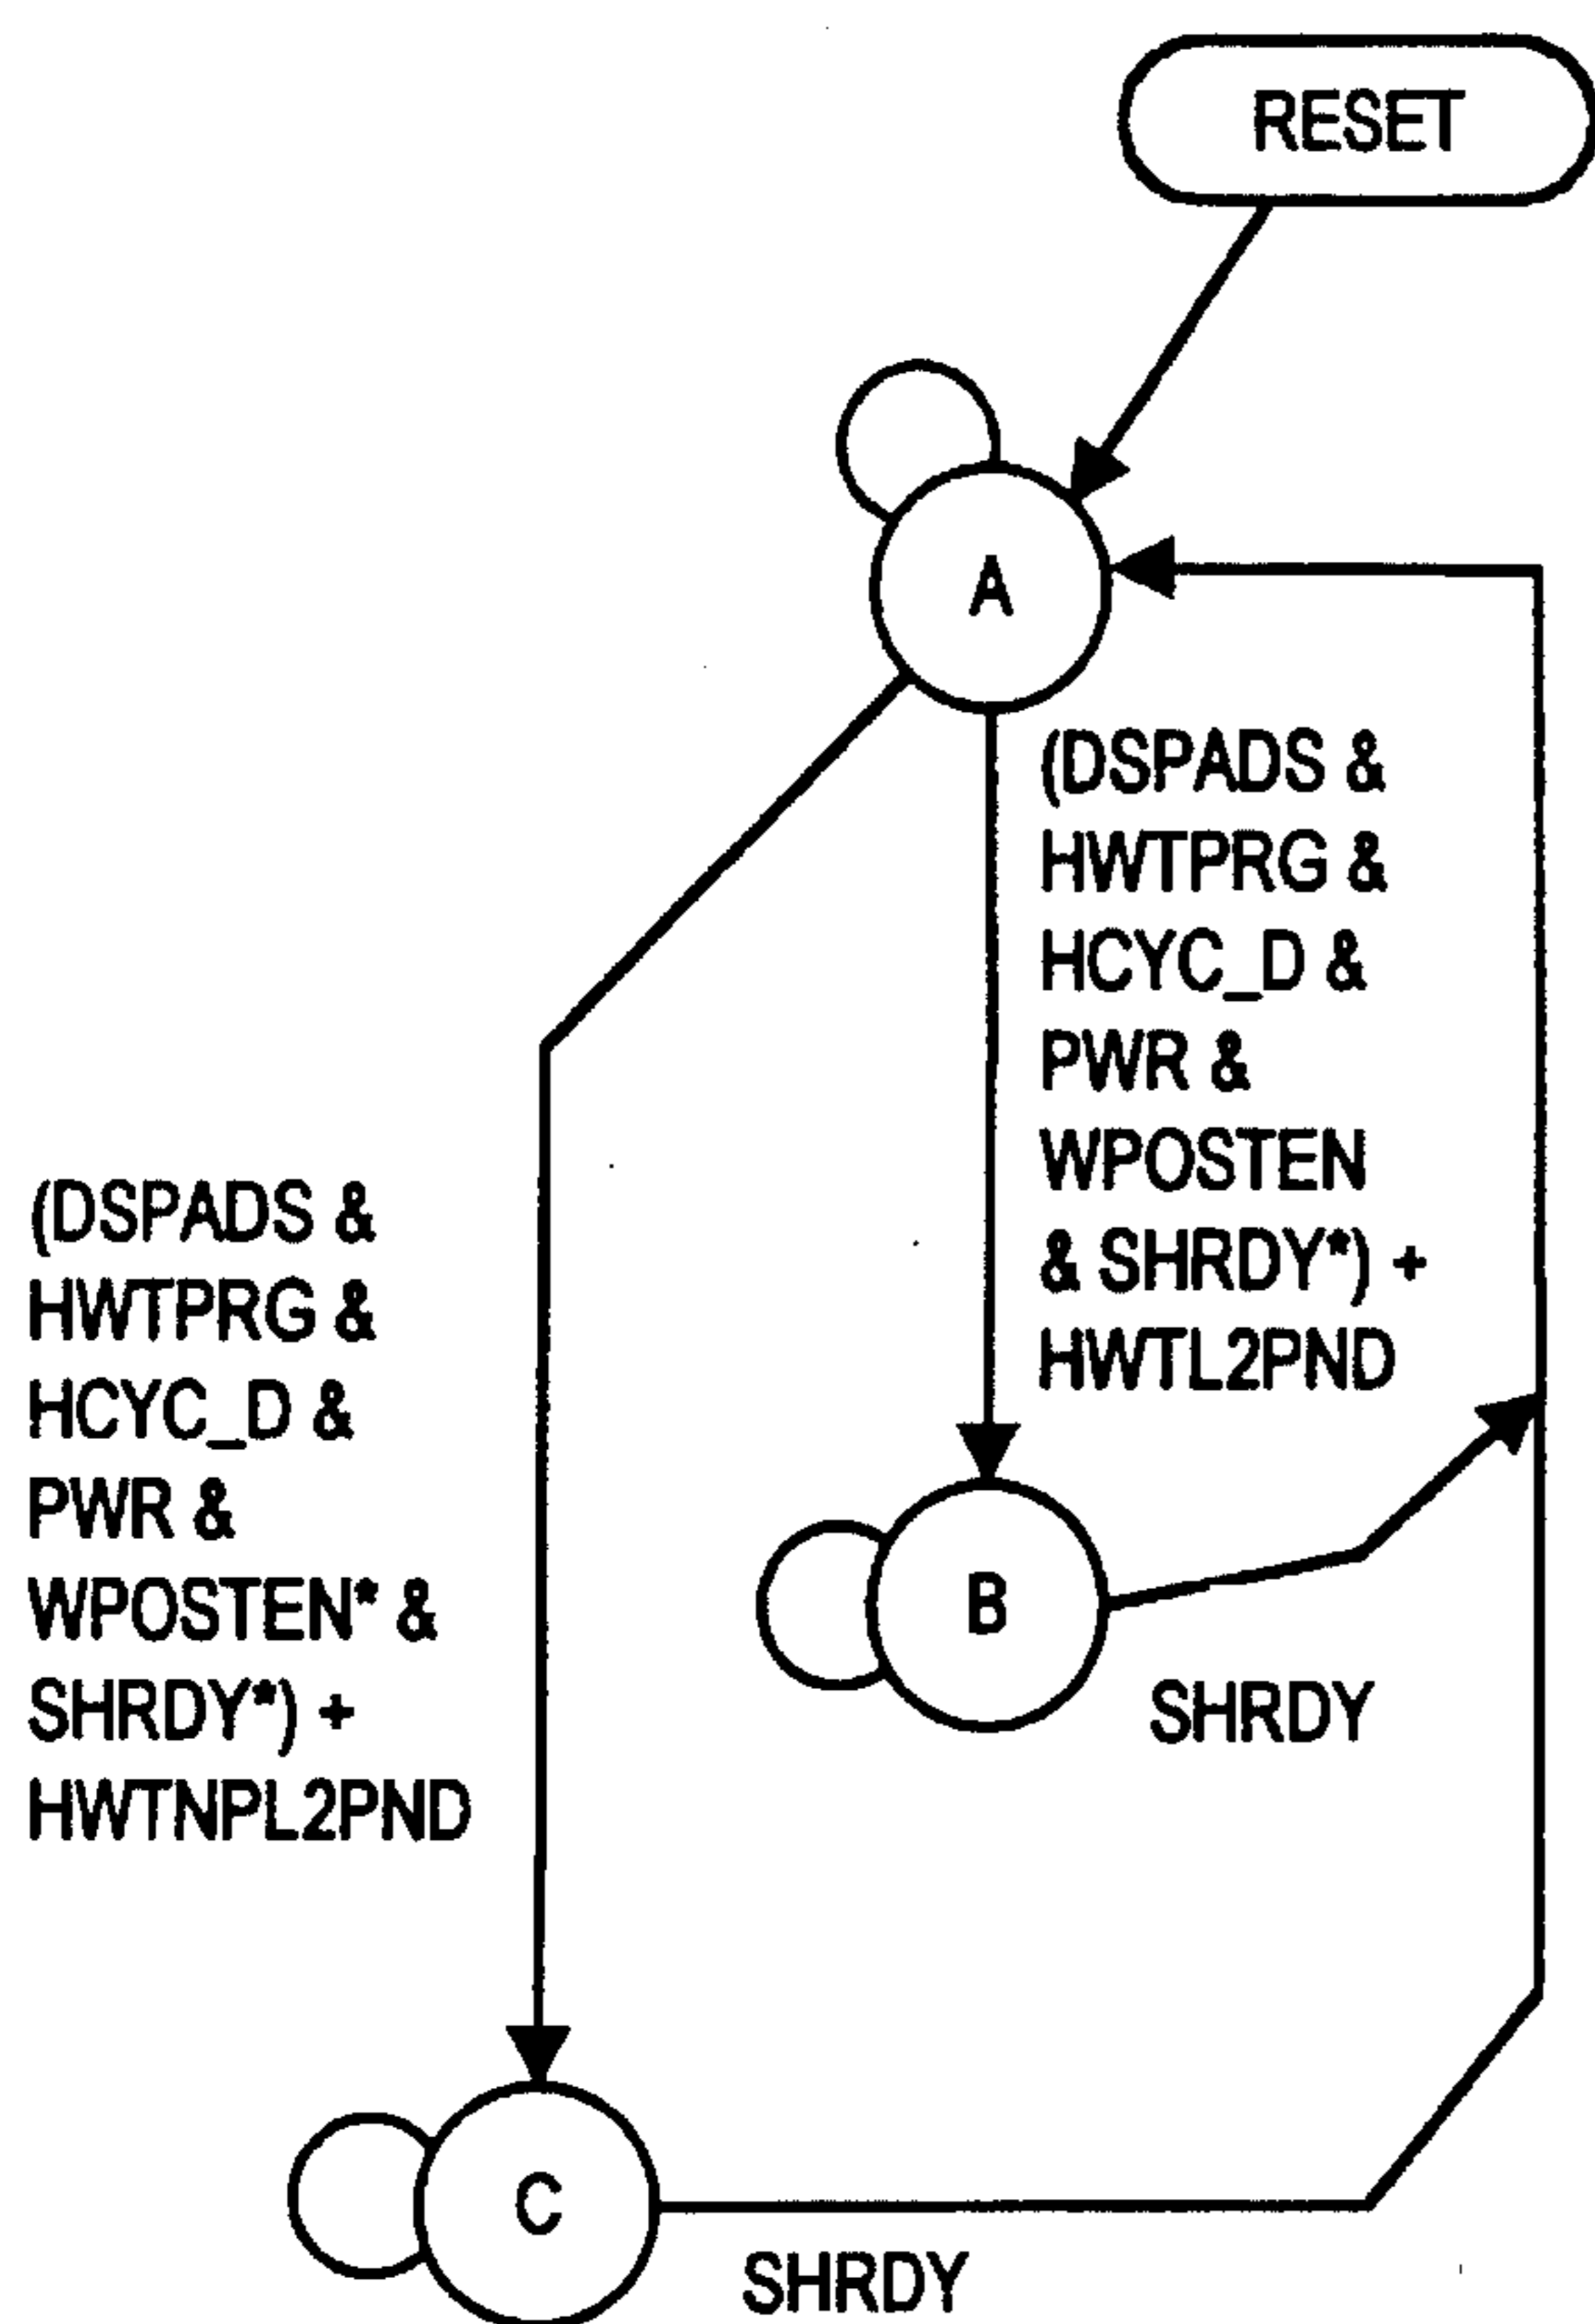 RESET
A
(DSPADS &
HWTPRG &
HCYC_D &
PWR &
WPOSTEN
& SHRDY*) +
HWTL2PND
(DSPADS &
HWTPRG &
HCYC_D &
PWR &
WPOSTEN* &
SHRDY*) +
HWTNPL2PND
B
SHRDY
C
SHRDY